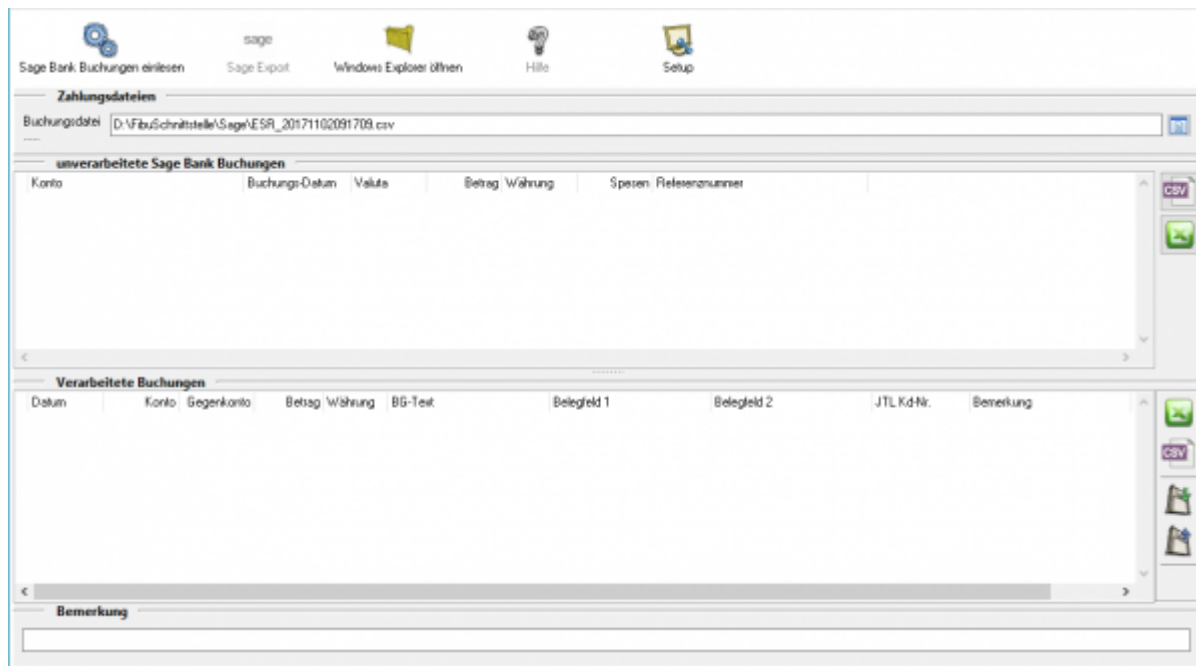 sage
Sage Bank Buchungen einlesen Sage Export Windows Explorer öffnen Hilfe Setup
Zahlungsdateien
Buchungsdatei D:\FibuSchnittstelle\Sage\ESR_20171102091709.csv
unverarbeitete Sage Bank Buchungen
Konto Buchungs-Datum Valuta Betrag Währung Spesen Referenznummer
CSV
Verarbeitete Buchungen
Datum Konto Gegenkonto Betrag Währung BG-Text Belegfeld 1 Belegfeld 2 JTL Kd-Nr. Bemerkung
CSV
Bemerkung